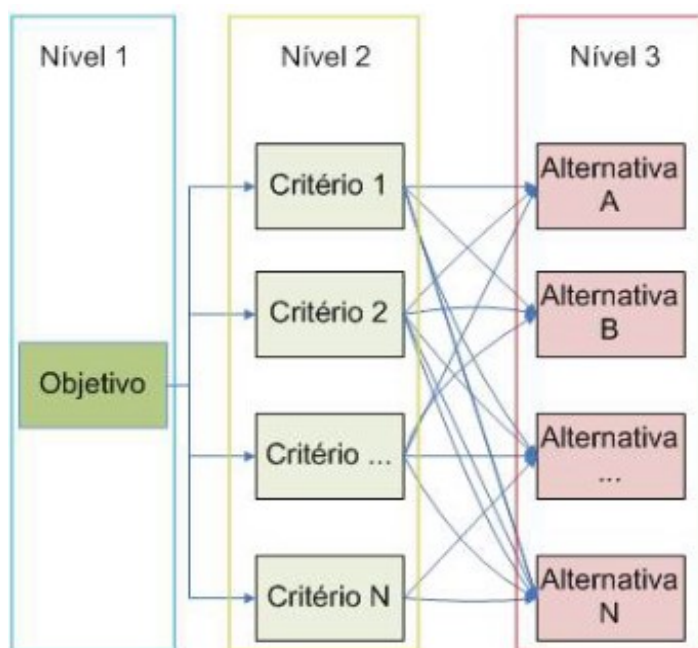 Nível 1
Nível 2
Nível 3
Objetivo
Critério 1
Critério 2
Critério ...
Critério N
Alternativa
A
Alternativa
B
Alternativa
...
Alternativa
N